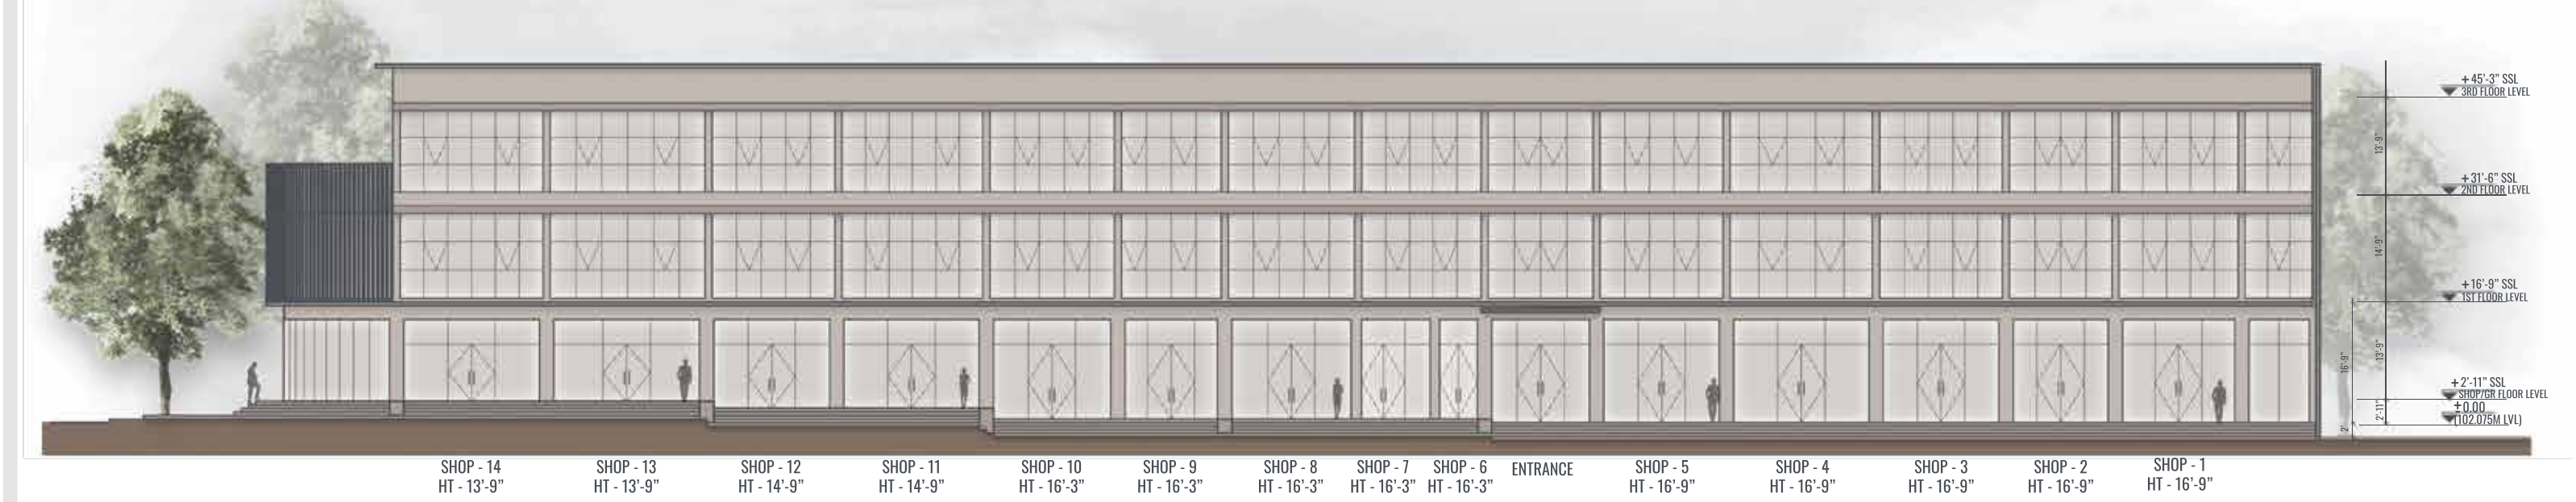 + 45'-3" SSL
3RD FLOOR LEVEL
13'-9"
+ 31'-6" SSL
2ND FLOOR LEVEL
14'-9"
+ 16'-9" SSL
1ST FLOOR LEVEL
16'-9"
13'-9"
+ 2'-11" SSL
SHOP/GR FLOOR LEVEL
±0.00
(102.075M LVL)
2'-11"
2'
SHOP - 14
HT - 13'-9"
SHOP - 13
HT - 13'-9"
SHOP - 12
HT - 14'-9"
SHOP - 11
HT - 14'-9"
SHOP - 10
HT - 16'-3"
SHOP - 9
HT - 16'-3"
SHOP - 8
HT - 16'-3"
SHOP - 7
HT - 16'-3"
SHOP - 6
HT - 16'-3"
ENTRANCE
SHOP - 5
HT - 16'-9"
SHOP - 4
HT - 16'-9"
SHOP - 3
HT - 16'-9"
SHOP - 2
HT - 16'-9"
SHOP - 1
HT - 16'-9"